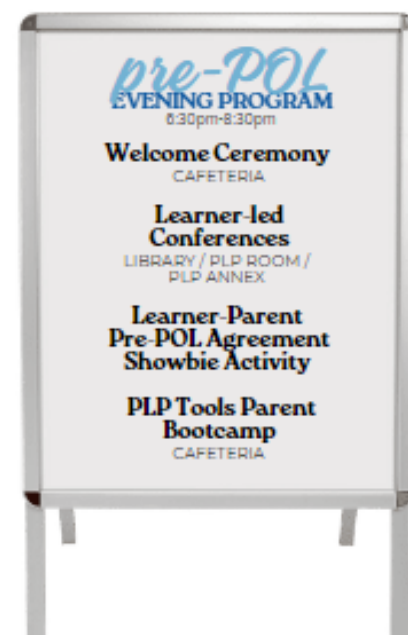 pre-POL
EVENING PROGRAM
6:30pm-8:30pm
Welcome Ceremony
CAFETERIA
Learner-led
Conferences
LIBRARY / PLP ROOM /
PLP ANNEX
Learner-Parent
Pre-POL Agreement
Showbie Activity
PLP Tools Parent
Bootcamp
CAFETERIA